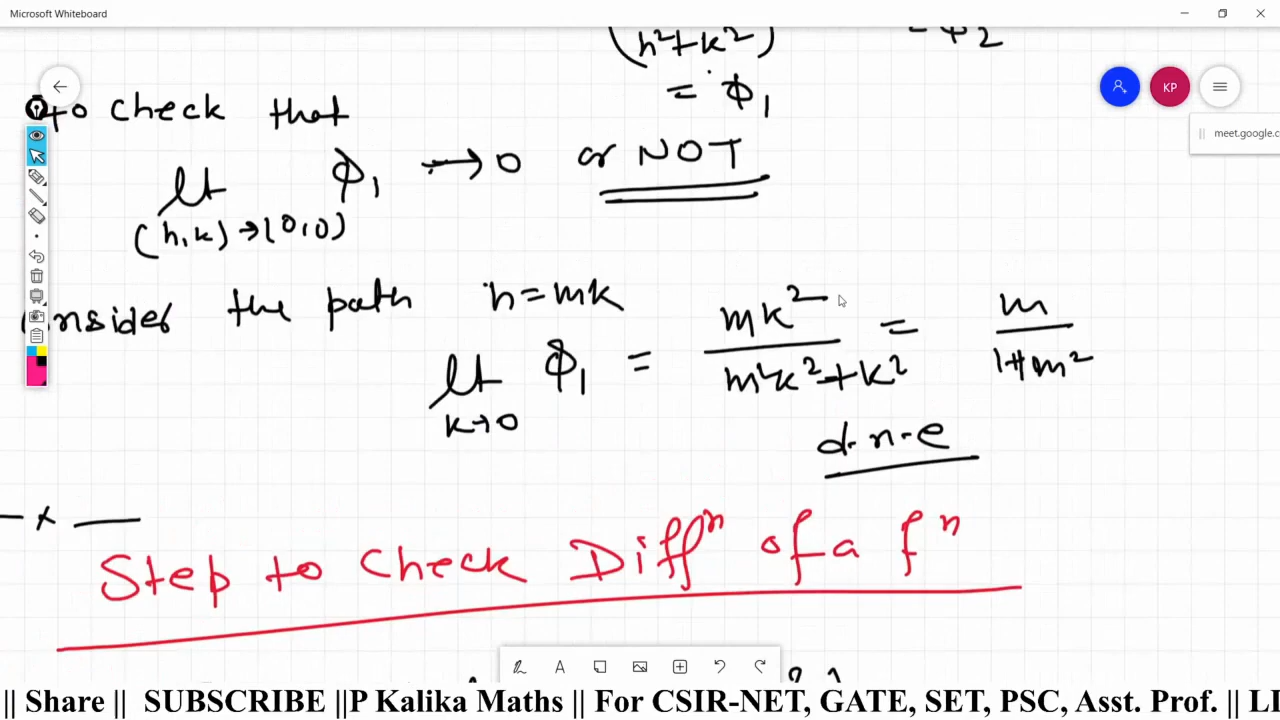 Microsoft Whiteboard
(h²+k²) = Φ2
= Φ1
KP
to check that
meet.google.c
lt Φ1 → 0 or NOT
(h,k) → (0,0)
Consider the path h = mk
lt Φ1 = mk² / m²k²+k² = m / 1+m²
k→0
d.n.e
— x —
Step to Check Diffⁿ of a fⁿ
|| Share || SUBSCRIBE ||P Kalika Maths || For CSIR-NET, GATE, SET, PSC, Asst. Prof. || LI